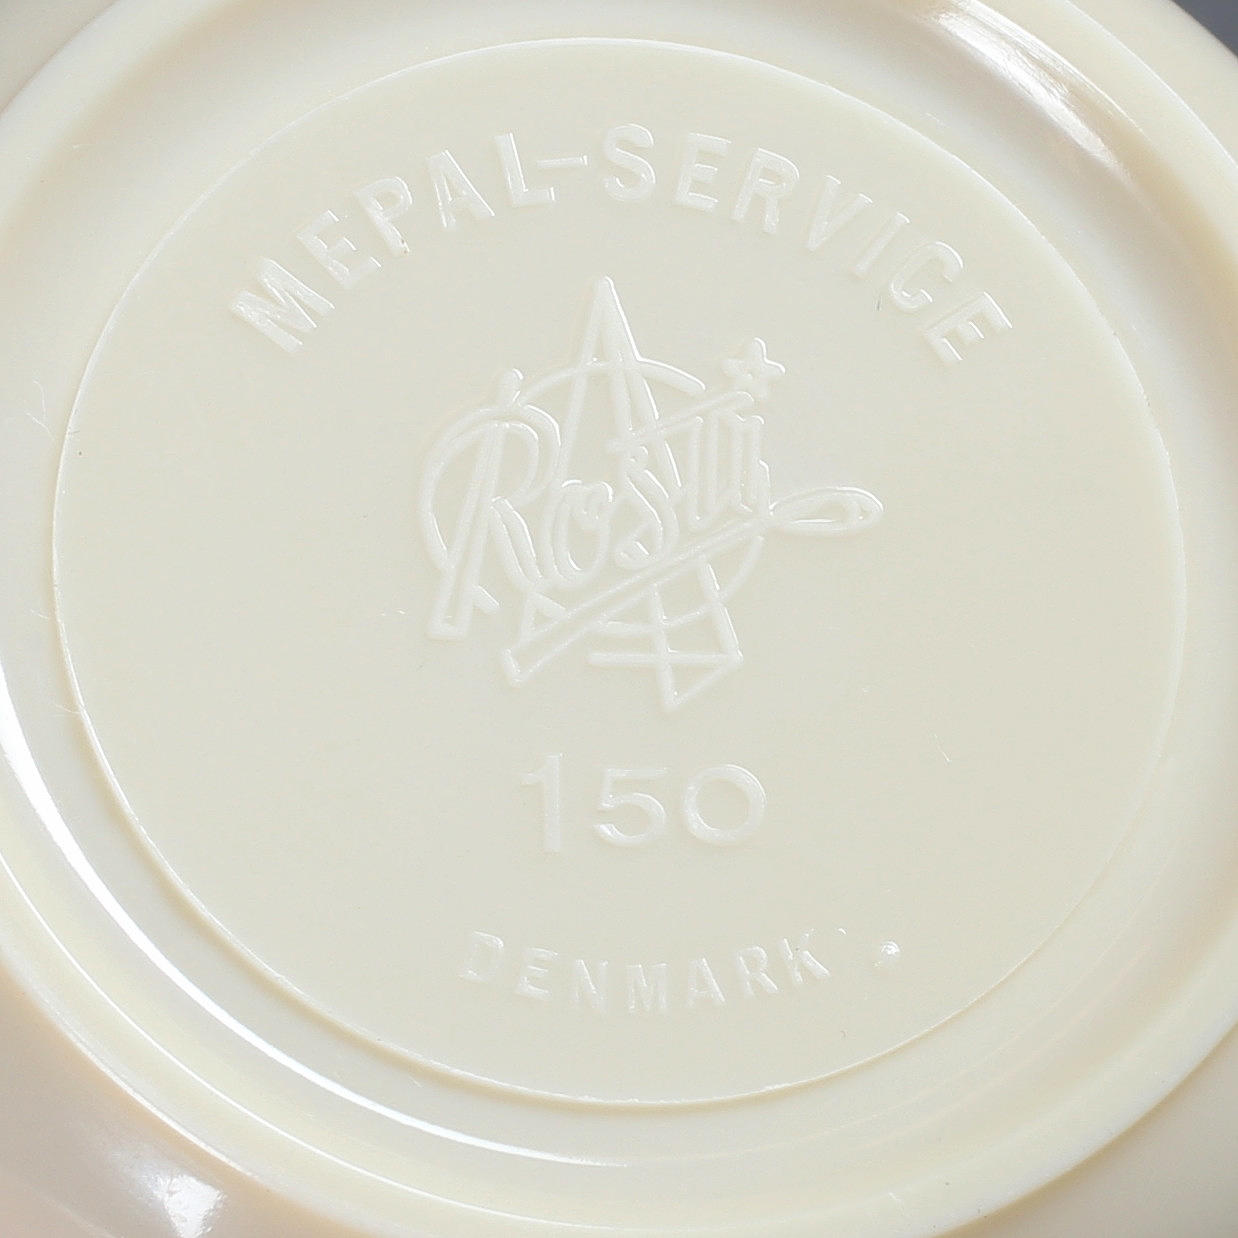 MEPAL-SERVICE
Rosti
150
DENMARK